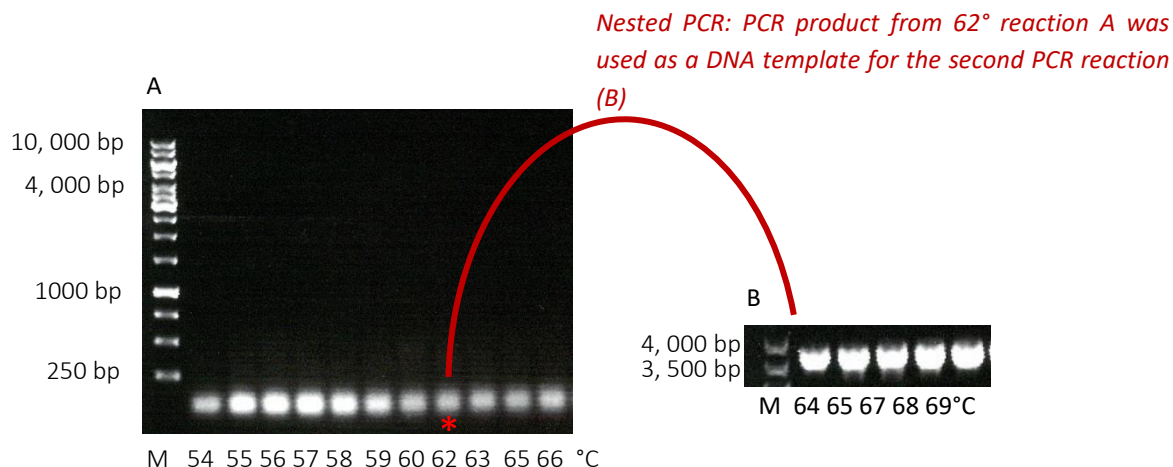 Nested PCR: PCR product from 62° reaction A was
used as a DNA template for the second PCR reaction
(B)
A
10, 000 bp
4, 000 bp
1000 bp
250 bp
M 54 55 56 57 58 59 60 62 63 65 66 °C
*
B
4, 000 bp
3, 500 bp
M 64 65 67 68 69°C